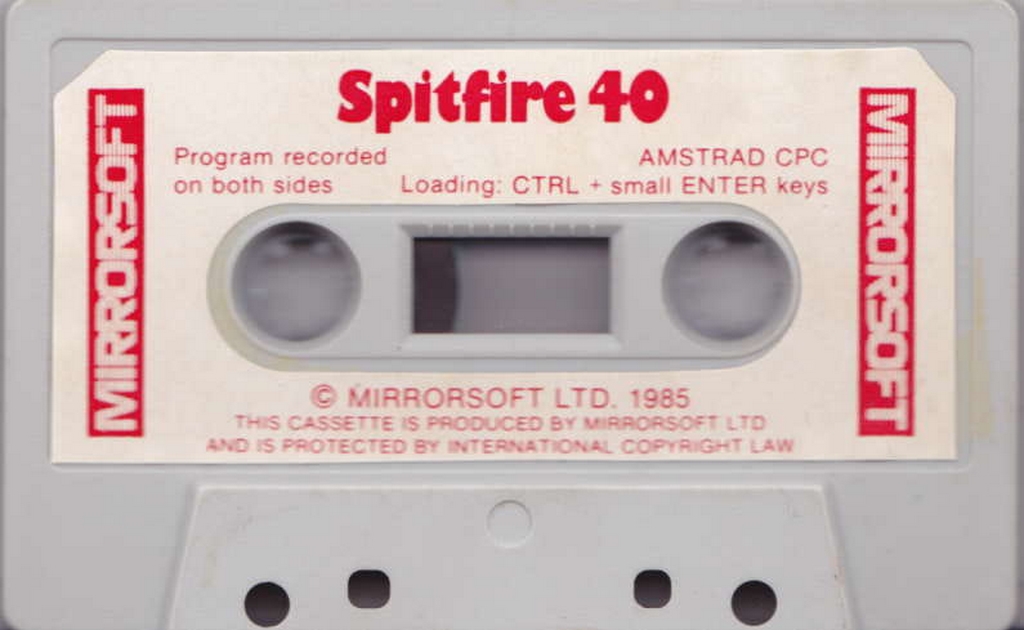 Spitfire 40
MIRRORSOFT
Program recorded
on both sides
AMSTRAD CPC
Loading: CTRL + small ENTER keys
MIRRORSOFT
© MIRRORSOFT LTD. 1985
THIS CASSETTE IS PRODUCED BY MIRRORSOFT LTD
AND IS PROTECTED BY INTERNATIONAL COPYRIGHT LAW